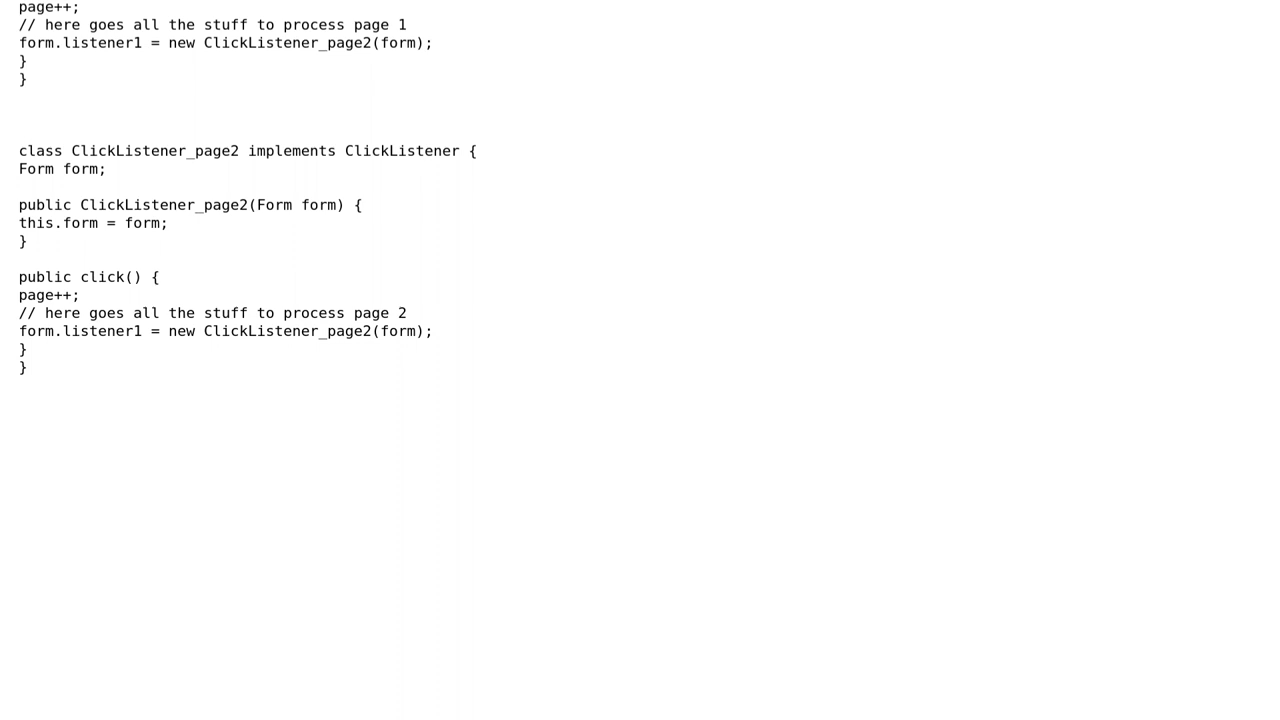 page++;
// here goes all the stuff to process page 1
form.listener1 = new ClickListener_page2(form);
}
}
class ClickListener_page2 implements ClickListener {
Form form;
public ClickListener_page2(Form form) {
this.form = form;
}
public click() {
page++;
// here goes all the stuff to process page 2
form.listener1 = new ClickListener_page2(form);
}
}